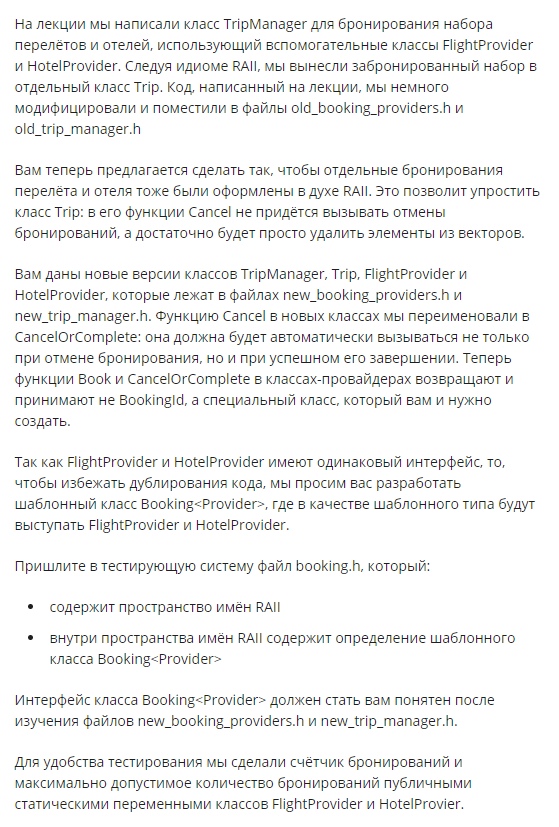 На лекции мы написали класс TripManager для бронирования набора
перелётов и отелей, использующий вспомогательные классы FlightProvider
и HotelProvider. Следуя идиоме RAII, мы вынесли забронированный набор в
отдельный класс Trip. Код, написанный на лекции, мы немного
модифицировали и поместили в файлы old_booking_providers.h и
old_trip_manager.h
Вам теперь предлагается сделать так, чтобы отдельные бронирования
перелёта и отеля тоже были оформлены в духе RAII. Это позволит упростить
класс Trip: в его функции Cancel не придётся вызывать отмены
бронирований, а достаточно будет просто удалить элементы из векторов.
Вам даны новые версии классов TripManager, Trip, FlightProvider и
HotelProvider, которые лежат в файлах new_booking_providers.h и
new_trip_manager.h. Функцию Cancel в новых классах мы переименовали в
CancelOrComplete: она должна будет автоматически вызываться не только
при отмене бронирования, но и при успешном его завершении. Теперь
функции Book и CancelOrComplete в классах-провайдерах возвращают и
принимают не BookingId, а специальный класс, который вам и нужно
создать.
Так как FlightProvider и HotelProvider имеют одинаковый интерфейс, то,
чтобы избежать дублирования кода, мы просим вас разработать
шаблонный класс Booking<Provider>, где в качестве шаблонного типа будут
выступать FlightProvider и HotelProvider.
Пришлите в тестирующую систему файл booking.h, который:
• содержит пространство имён RAII
• внутри пространства имён RAII содержит определение шаблонного
класса Booking<Provider>
Интерфейс класса Booking<Provider> должен стать вам понятен после
изучения файлов new_booking_providers.h и new_trip_manager.h.
Для удобства тестирования мы сделали счётчик бронирований и
максимально допустимое количество бронирований публичными
статическими переменными классов FlightProvider и HotelProvier.